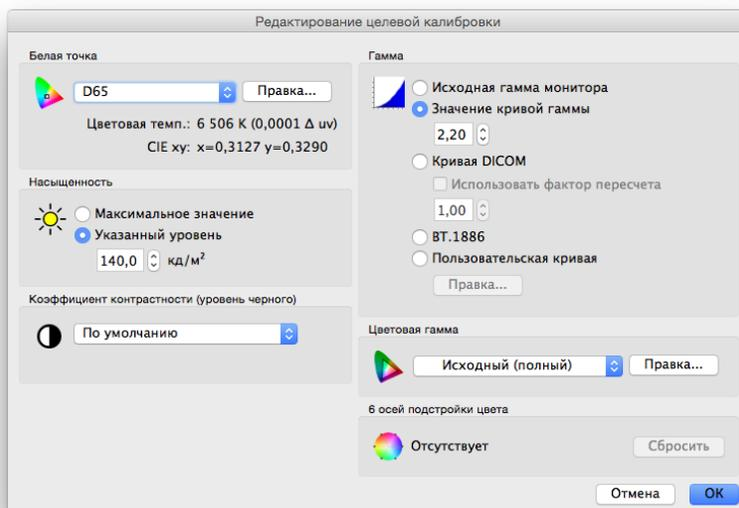 Редактирование целевой калибровки
Белая точка
D65
Правка...
Цветовая темп.: 6 506 K (0,0001 Δ uv)
CIE xy: x=0,3127 y=0,3290
Насыщенность
Максимальное значение
Указанный уровень
140,0 кд/м²
Коэффициент контрастности (уровень черного)
По умолчанию
Гамма
Исходная гамма монитора
Значение кривой гаммы
2,20
Кривая DICOM
Использовать фактор пересчета
1,00
BT.1886
Пользовательская кривая
Правка...
Цветовая гамма
Исходный (полный)
Правка...
6 осей подстройки цвета
Отсутствует
Сбросить
Отмена
OK